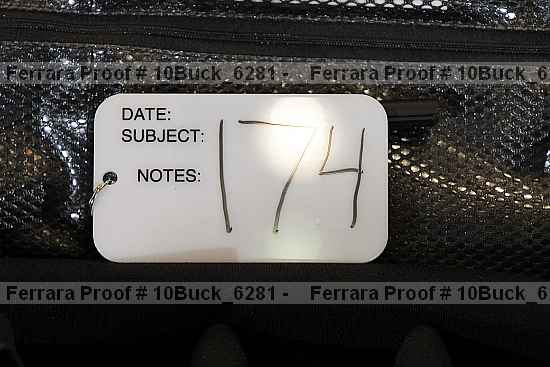 Ferrara Proof # 10Buck_6281 - Ferrara Proof # 10Buck_6
DATE:
SUBJECT:
174
NOTES:
Ferrara Proof # 10Buck_6281 - Ferrara Proof # 10Buck_6